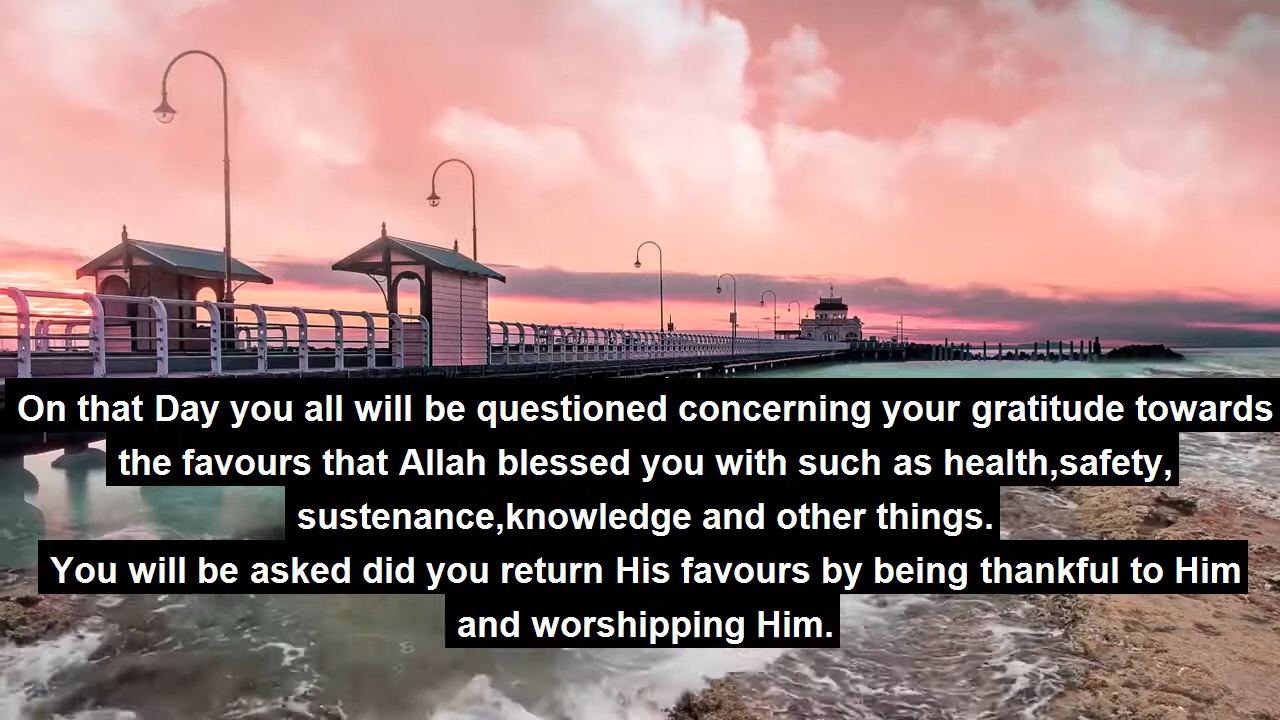 On that Day you all will be questioned concerning your gratitude towards
the favours that Allah blessed you with such as health,safety,
sustenance,knowledge and other things.
You will be asked did you return His favours by being thankful to Him
and worshipping Him.